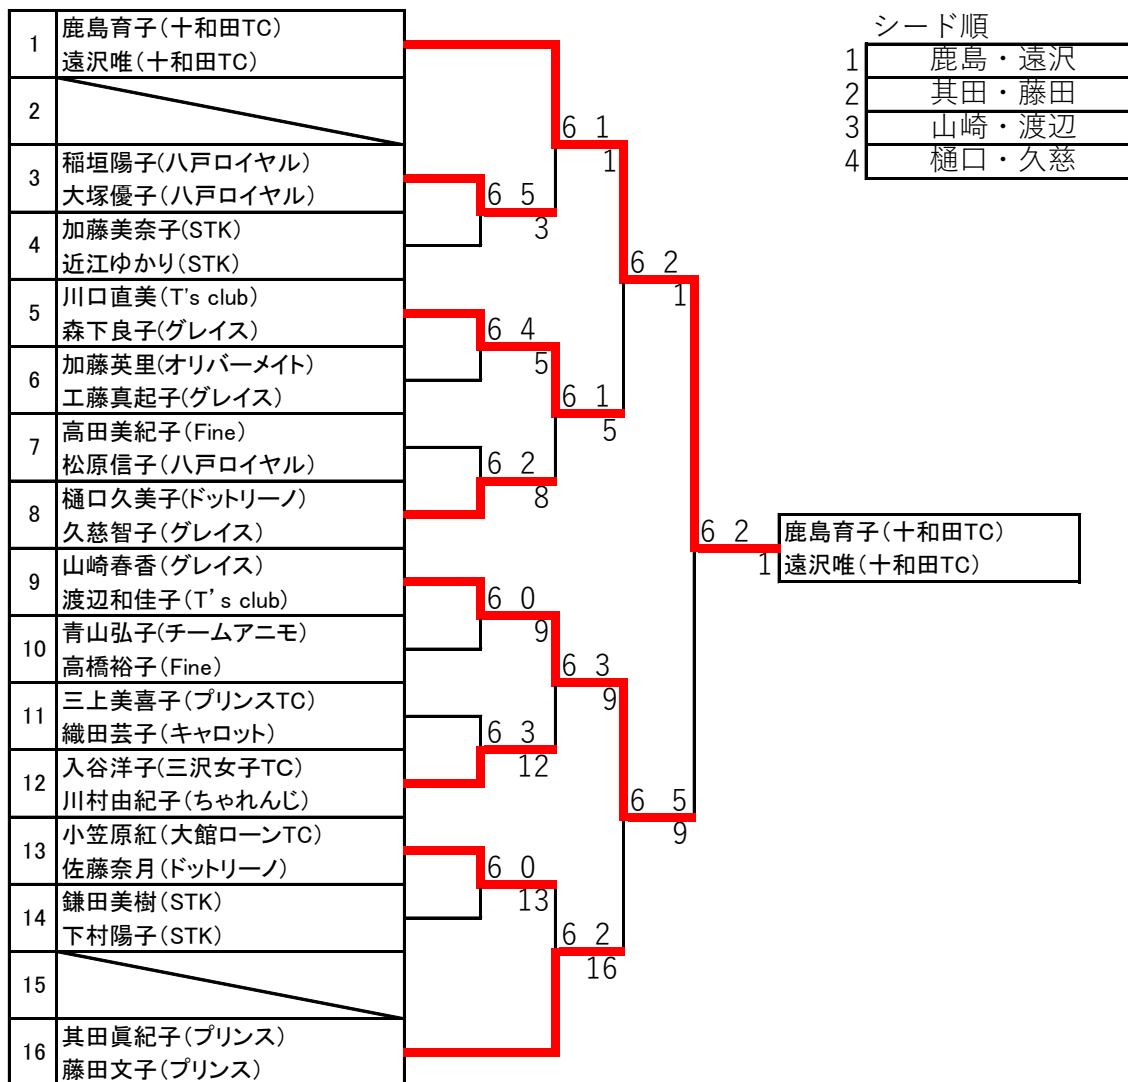 シード順
1 鹿島・遠沢
2 其田・藤田
3 山崎・渡辺
4 樋口・久慈
1 鹿島育子(十和田TC)
遠沢唯(十和田TC)
2
3 稲垣陽子(八戸ロイヤル)
大塚優子(八戸ロイヤル)
4 加藤美奈子(STK)
近江ゆかり(STK)
5 川口直美(T's club)
森下良子(グレイス)
6 加藤英里(オリバーメイト)
工藤真起子(グレイス)
7 高田美紀子(Fine)
松原信子(八戸ロイヤル)
8 樋口久美子(ドットリーノ)
久慈智子(グレイス)
9 山崎春香(グレイス)
渡辺和佳子(T’s club)
10 青山弘子(チームアニモ)
高橋裕子(Fine)
11 三上美喜子(プリンスTC)
織田芸子(キャロット)
12 入谷洋子(三沢女子TC)
川村由紀子(ちゃれんじ)
13 小笠原紅(大館ローンTC)
佐藤奈月(ドットリーノ)
14 鎌田美樹(STK)
下村陽子(STK)
15
16 其田眞紀子(プリンス)
藤田文子(プリンス)
6 5
3
6 4
5
6 2
8
6 0
9
6 3
12
6 0
13
6 1
1
6 1
5
6 3
9
6 2
16
6 2
1
6 5
9
6 2
1
鹿島育子(十和田TC)
遠沢唯(十和田TC)